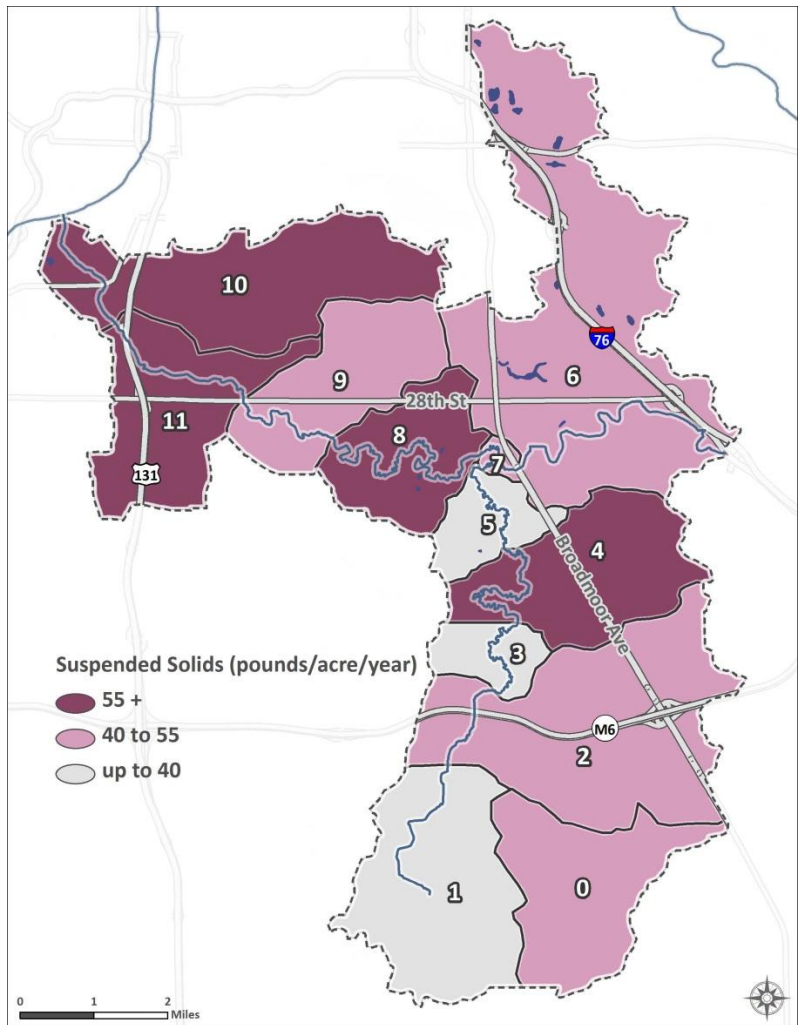 10
76
6
9
28th St
11
8
131
7
5
4
Broadmoor Ave
3
Suspended Solids (pounds/acre/year)
55 +
40 to 55
up to 40
M6
2
1
0
0 1 2
Miles